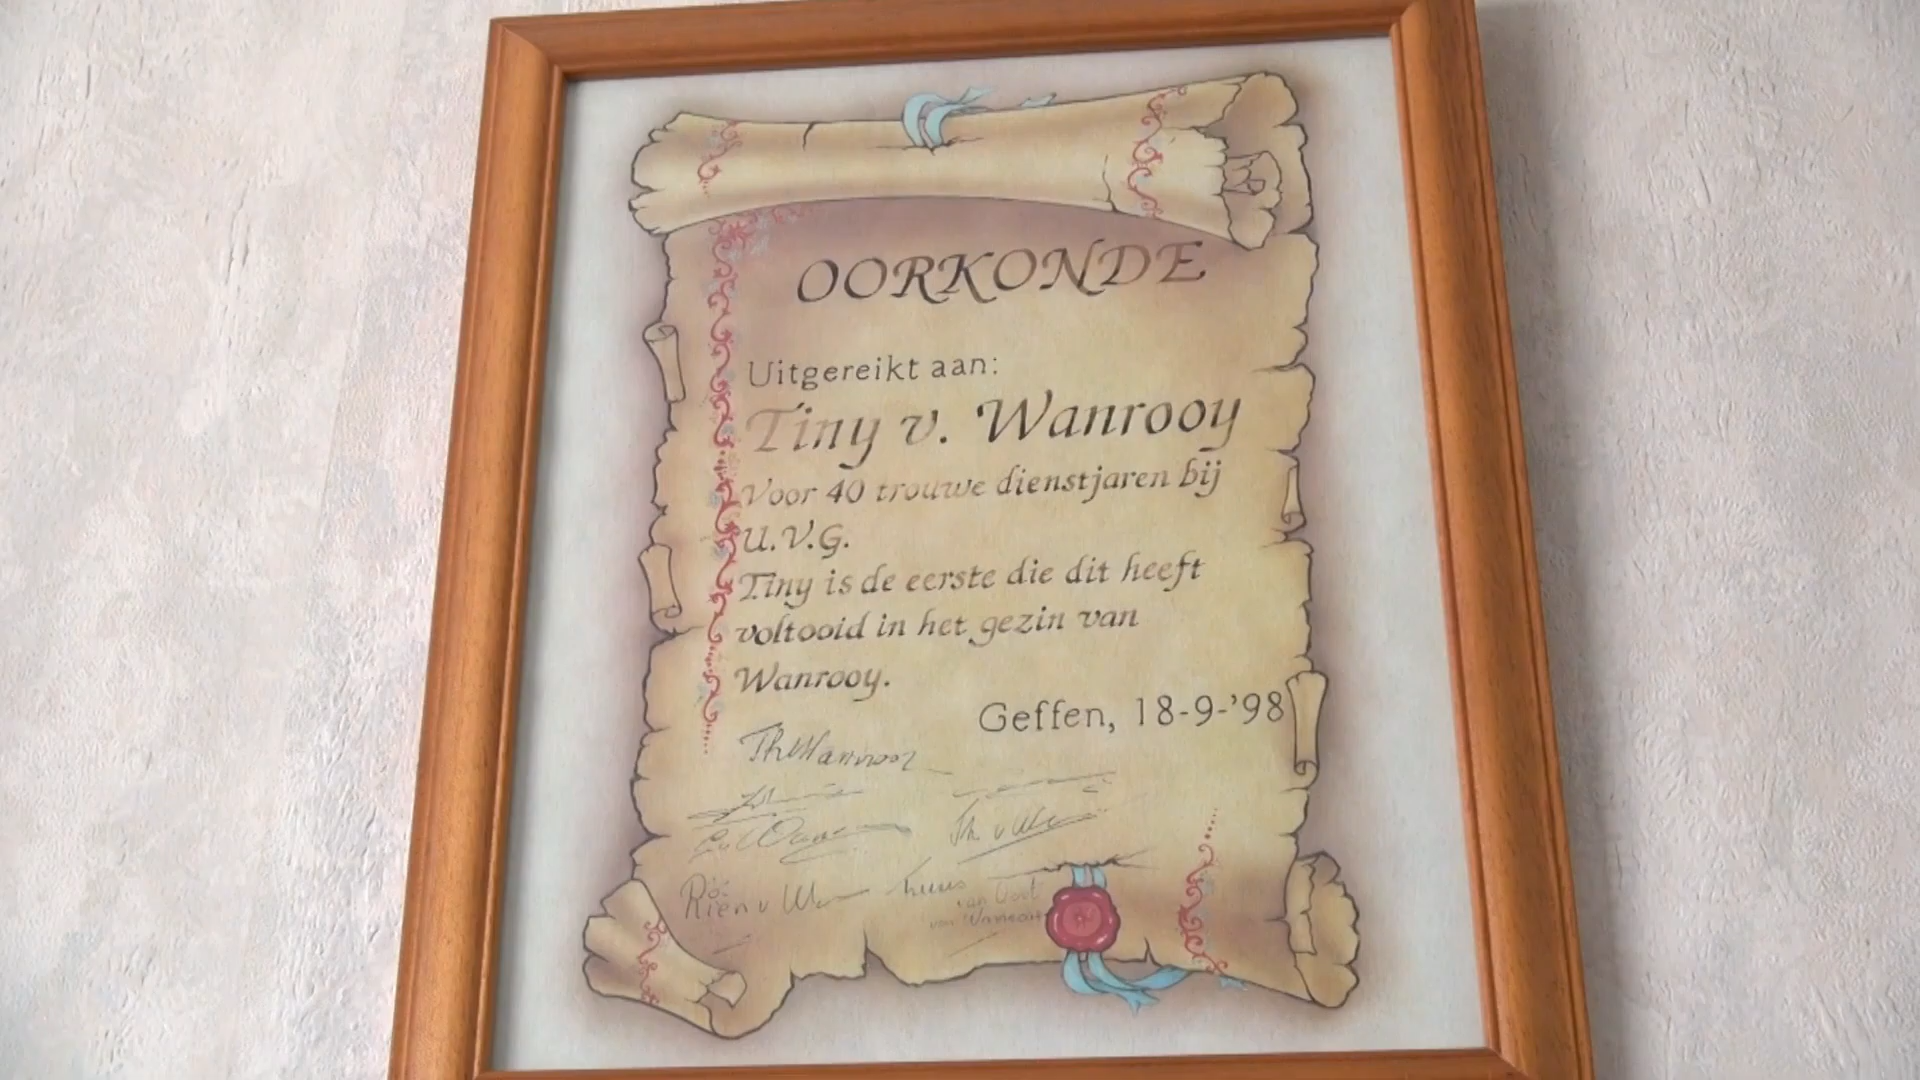 OORKONDE
Uitgereikt aan:
Tiny v. Wanrooy
Voor 40 trouwe dienstjaren bij
U.V.G.
Tiny is de eerste die dit heeft
voltooid in het gezin van
Wanrooy.
Geffen, 18-9-'98
Rien v